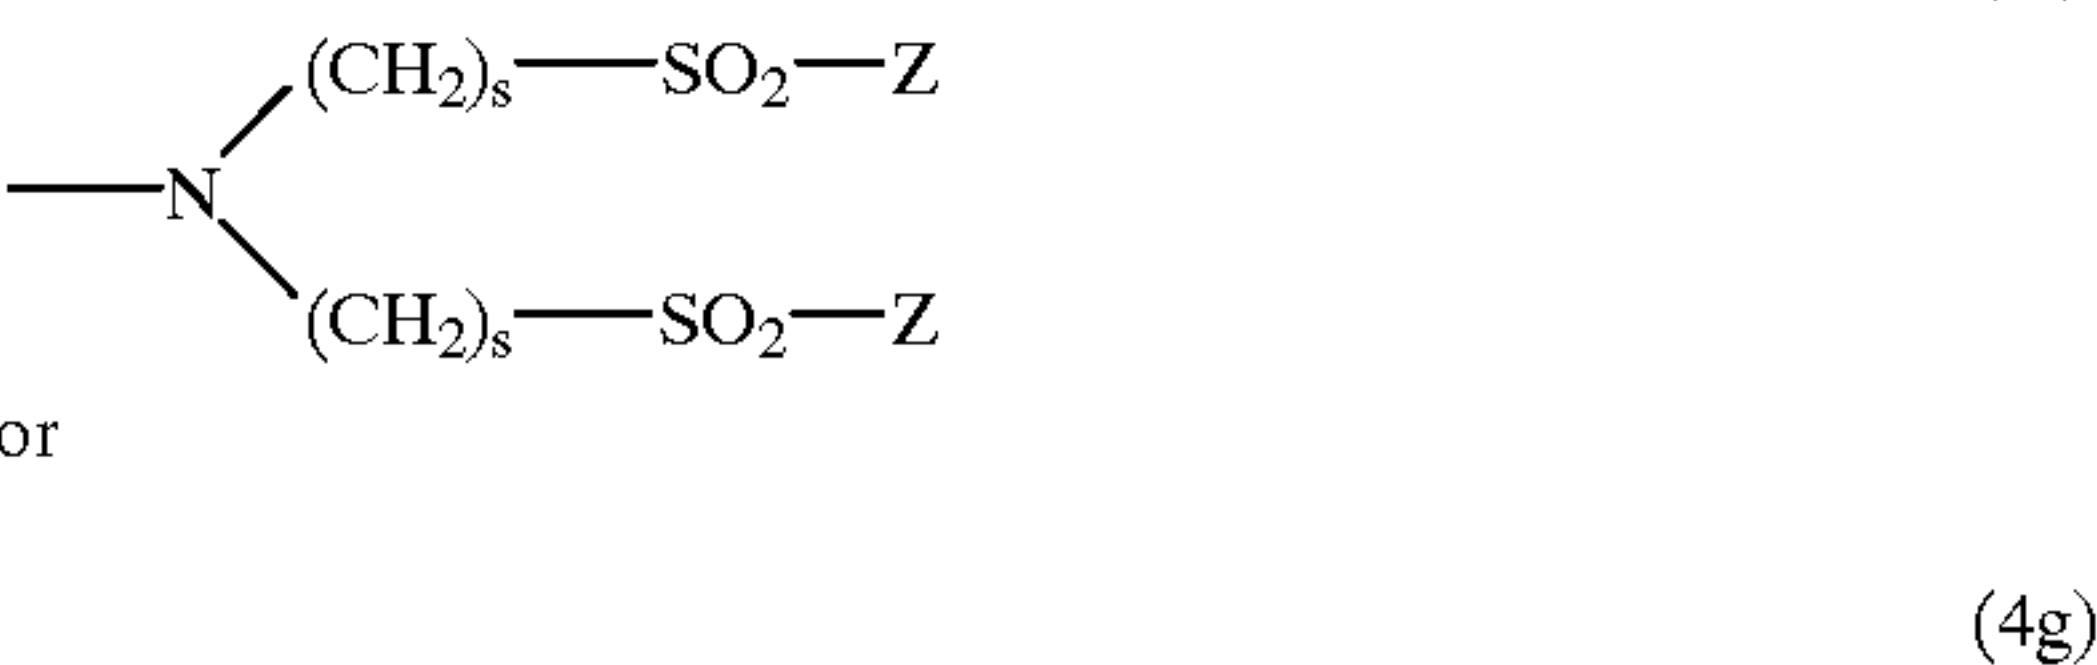 (CH₂)ₛ—SO₂—Z
—N
(CH₂)ₛ—SO₂—Z
or
(4g)